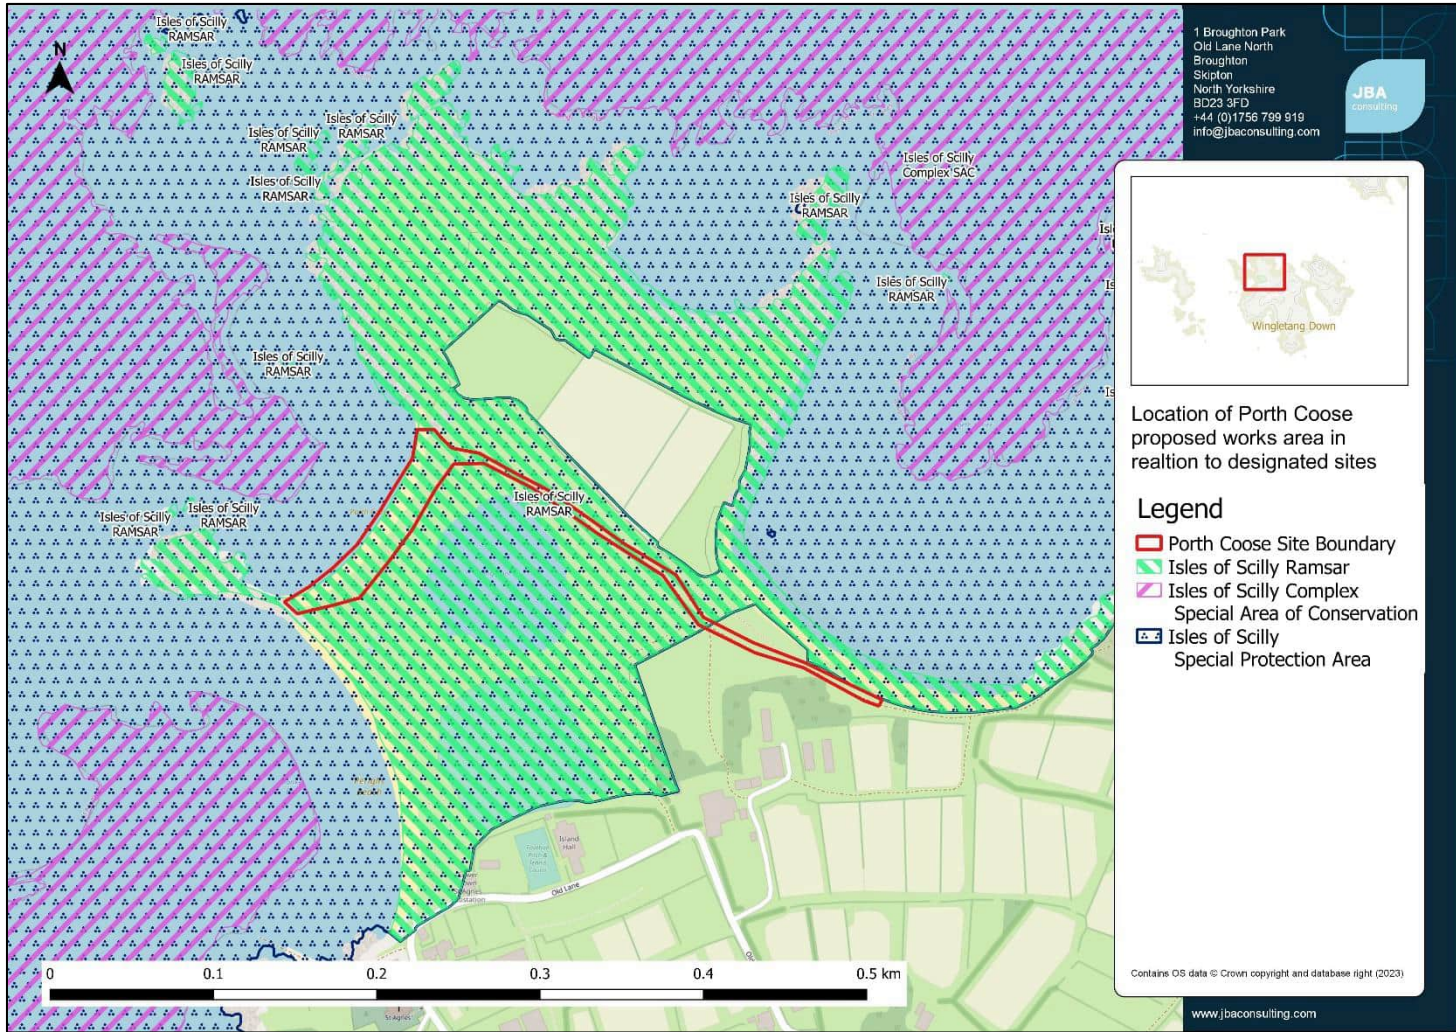 Isles of Scilly
RAMSAR
N
Isles of Scilly
RAMSAR
Isles of Scilly
RAMSAR
Isles of Scilly
RAMSAR
Isles of Scilly
RAMSAR
Isles of Scilly
Complex SAC
Isles of Scilly
RAMSAR
Isles of Scilly
RAMSAR
Isles of Scilly
RAMSAR
Isles of Scilly
RAMSAR
Isles of Scilly
RAMSAR
Isles of Scilly
RAMSAR
Island
Hall
Old Lane
0 0.1 0.2 0.3 0.4 0.5 km
St Agnes
1 Broughton Park
Old Lane North
Broughton
Skipton
North Yorkshire
BD23 3FD
+44 (0)1756 799 919
info@jbaconsulting.com
JBA
consulting
Wingletang Down
Location of Porth Coose
proposed works area in
realtion to designated sites
Legend
Porth Coose Site Boundary
Isles of Scilly Ramsar
Isles of Scilly Complex
Special Area of Conservation
Isles of Scilly
Special Protection Area
Contains OS data © Crown copyright and database right (2023)
www.jbaconsulting.com